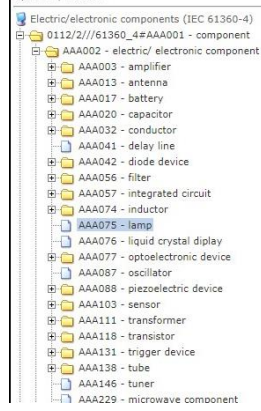 Electric/electronic components (IEC 61360-4)
0112/2///61360_4#AAA001 - component
AAA002 - electric/ electronic component
AAA003 - amplifier
AAA013 - antenna
AAA017 - battery
AAA020 - capacitor
AAA032 - conductor
AAA041 - delay line
AAA042 - diode device
AAA056 - filter
AAA057 - integrated circuit
AAA074 - inductor
AAA075 - lamp
AAA076 - liquid crystal diplay
AAA077 - optoelectronic device
AAA087 - oscillator
AAA088 - piezoelectric device
AAA103 - sensor
AAA111 - transformer
AAA118 - transistor
AAA131 - trigger device
AAA138 - tube
AAA146 - tuner
AAA229 - microwave component